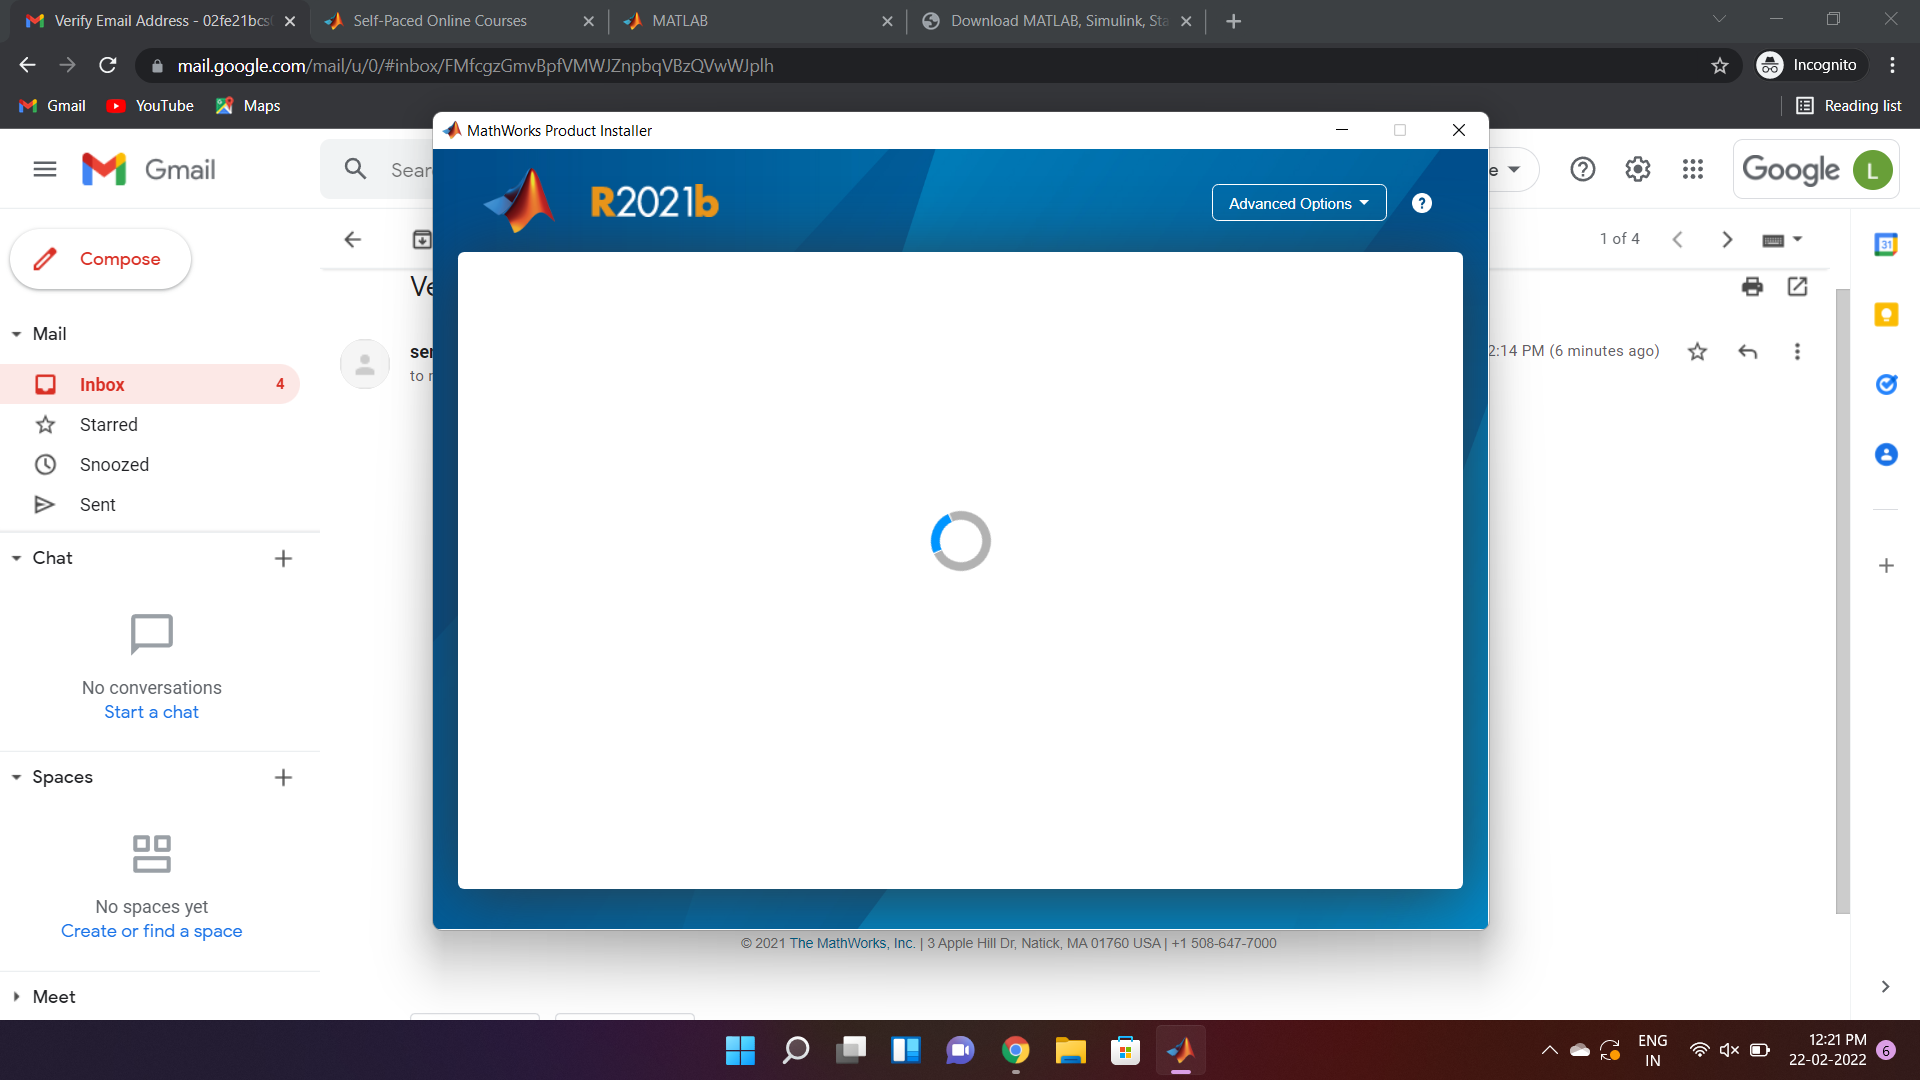 Verify Email Address - 02fe21bcs
Self-Paced Online Courses
MATLAB
Download MATLAB, Simulink, Sta
mail.google.com/mail/u/0/#inbox/FMfcgzGmvBpfVMWJZnpbqVBzQVwWJplh
Incognito
Gmail
YouTube
Maps
Reading list
MathWorks Product Installer
Gmail
Sear
R2021b
Advanced Options
?
e
Google
L
Compose
1 of 4
31
Ve
Mail
ser
2:14 PM (6 minutes ago)
to
Inbox
4
Starred
Snoozed
Sent
Chat
No conversations
Start a chat
Spaces
No spaces yet
Create or find a space
© 2021 The MathWorks, Inc. | 3 Apple Hill Dr, Natick, MA 01760 USA | +1 508-647-7000
Meet
ENG
IN
12:21 PM
22-02-2022
6